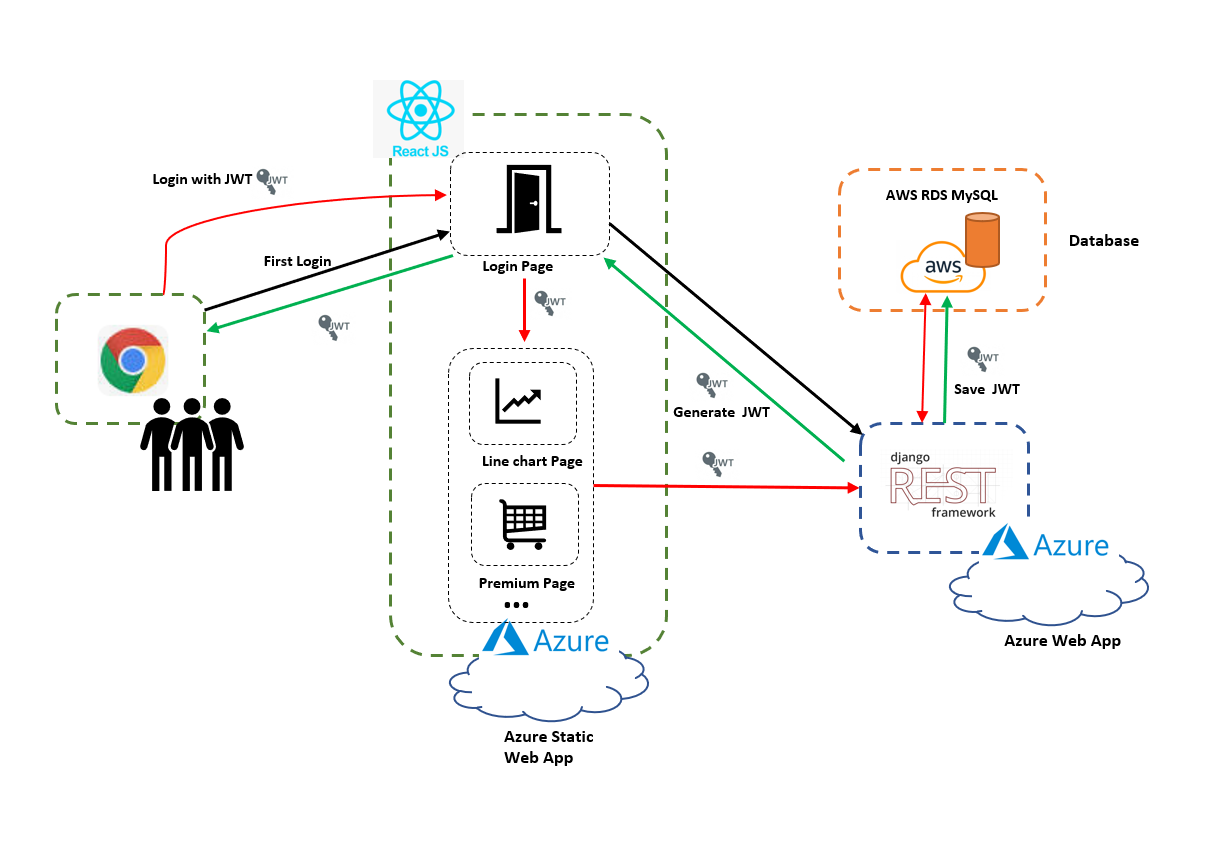 React JS
Login with JWT
JWT
AWS RDS MySQL
Database
aws
First Login
Login Page
JWT
JWT
JWT
JWT
Save JWT
JWT
Generate JWT
Line chart Page
JWT
django
REST
framework
Azure
Premium Page
Azure
Azure Web App
Azure Static
Web App